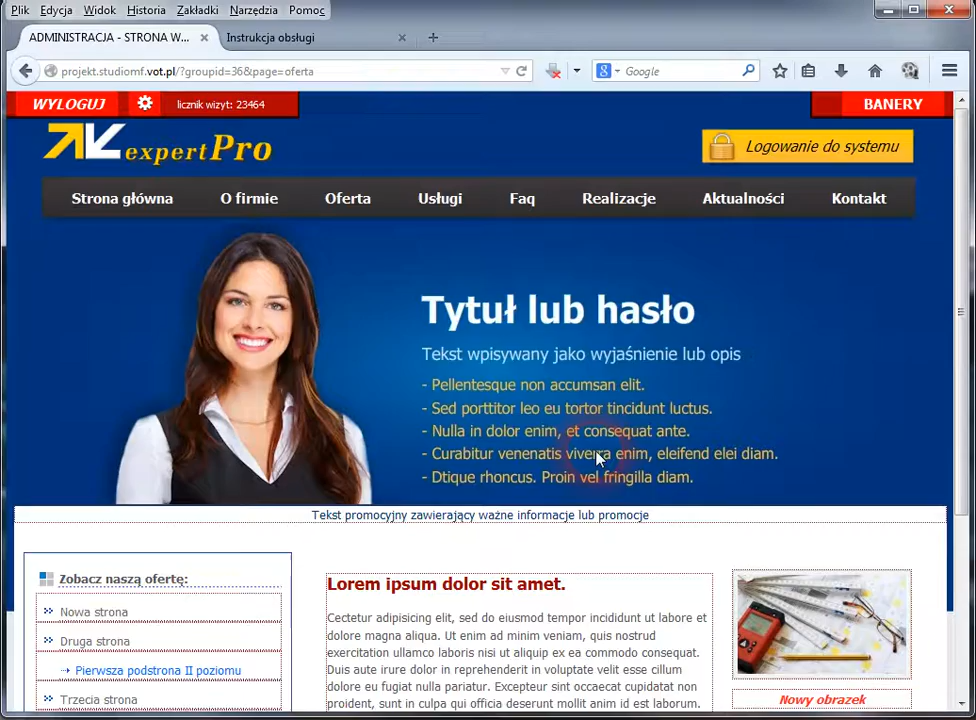 Plik Edycja Widok Historia Zakładki Narzędzia Pomoc
ADMINISTRACJA - STRONA W...
Instrukcja obsługi
projekt.studiomf.vot.pl/?groupid=36&page=oferta
Google
WYLOGUJ
licznik wizyt: 23464
BANERY
expertPro
Logowanie do systemu
Strona główna O firmie Oferta Usługi Faq Realizacje Aktualności Kontakt
Tytuł lub hasło
Tekst wpisywany jako wyjaśnienie lub opis
- Pellentesque non accumsan elit.
- Sed porttitor leo eu tortor tincidunt luctus.
- Nulla in dolor enim, et consequat ante.
- Curabitur venenatis viverra enim, eleifend elei diam.
- Dtique rhoncus. Proin vel fringilla diam.
Tekst promocyjny zawierający ważne informacje lub promocje
Zobacz naszą ofertę:
Nowa strona
Druga strona
Pierwsza podstrona II poziomu
Trzecia strona
Lorem ipsum dolor sit amet.
Cectetur adipisicing elit, sed do eiusmod tempor incididunt ut labore et
dolore magna aliqua. Ut enim ad minim veniam, quis nostrud
exercitation ullamco laboris nisi ut aliquip ex ea commodo consequat.
Duis aute irure dolor in reprehenderit in voluptate velit esse cillum
dolore eu fugiat nulla pariatur. Excepteur sint occaecat cupidatat non
proident, sunt in culpa qui officia deserunt mollit anim id est laborum.
Nowy obrazek